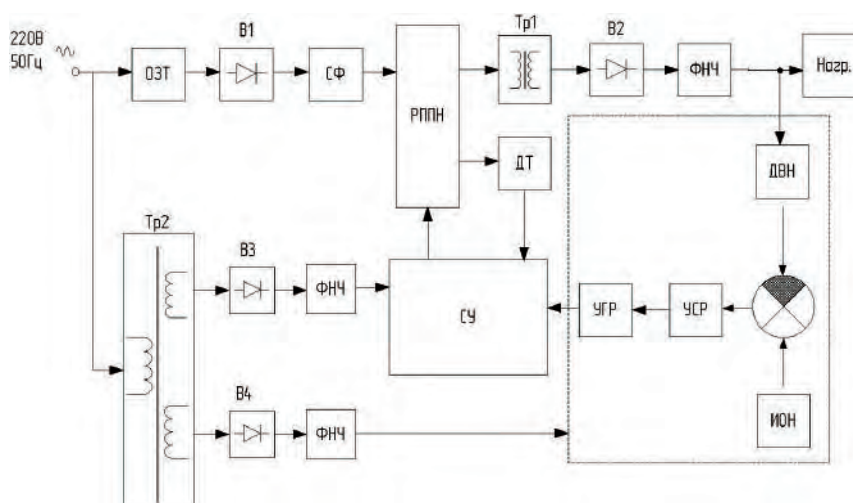 220В
50Гц
ОЗТ
В1
СФ
РППН
Тр1
В2
ФНЧ
Нагр.
ДТ
ДВН
Тр2
В3
ФНЧ
СУ
УГР
УСР
В4
ФНЧ
ИОН